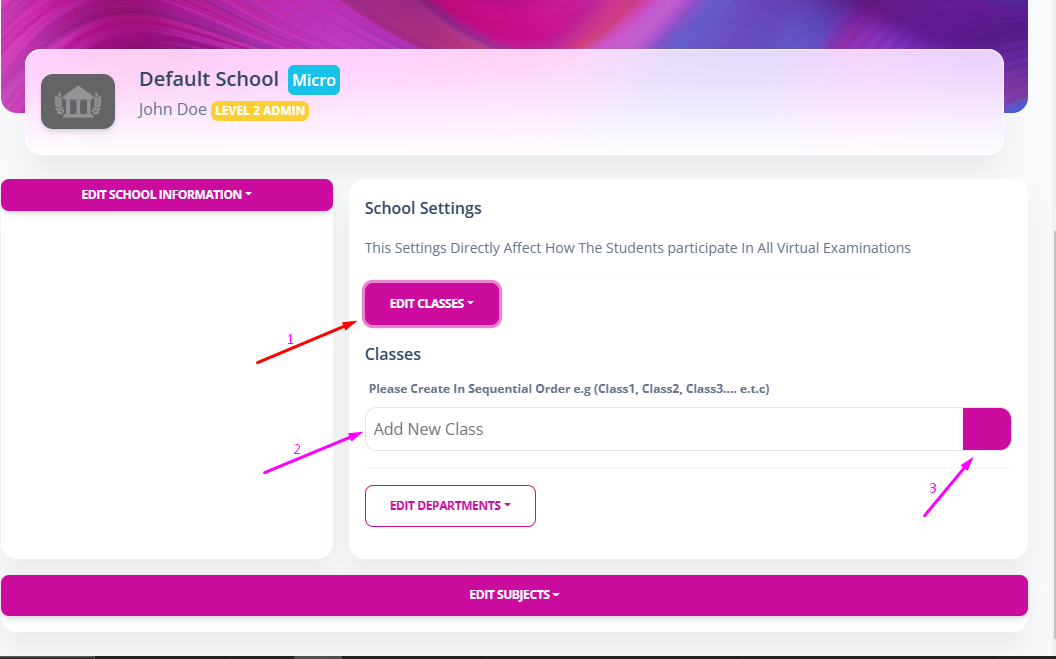 Default School Micro
John Doe LEVEL 2 ADMIN
EDIT SCHOOL INFORMATION
School Settings
This Settings Directly Affect How The Students participate In All Virtual Examinations
EDIT CLASSES
1
Classes
Please Create In Sequential Order e.g (Class1, Class2, Class3.... e.t.c)
Add New Class
2
3
EDIT DEPARTMENTS
EDIT SUBJECTS